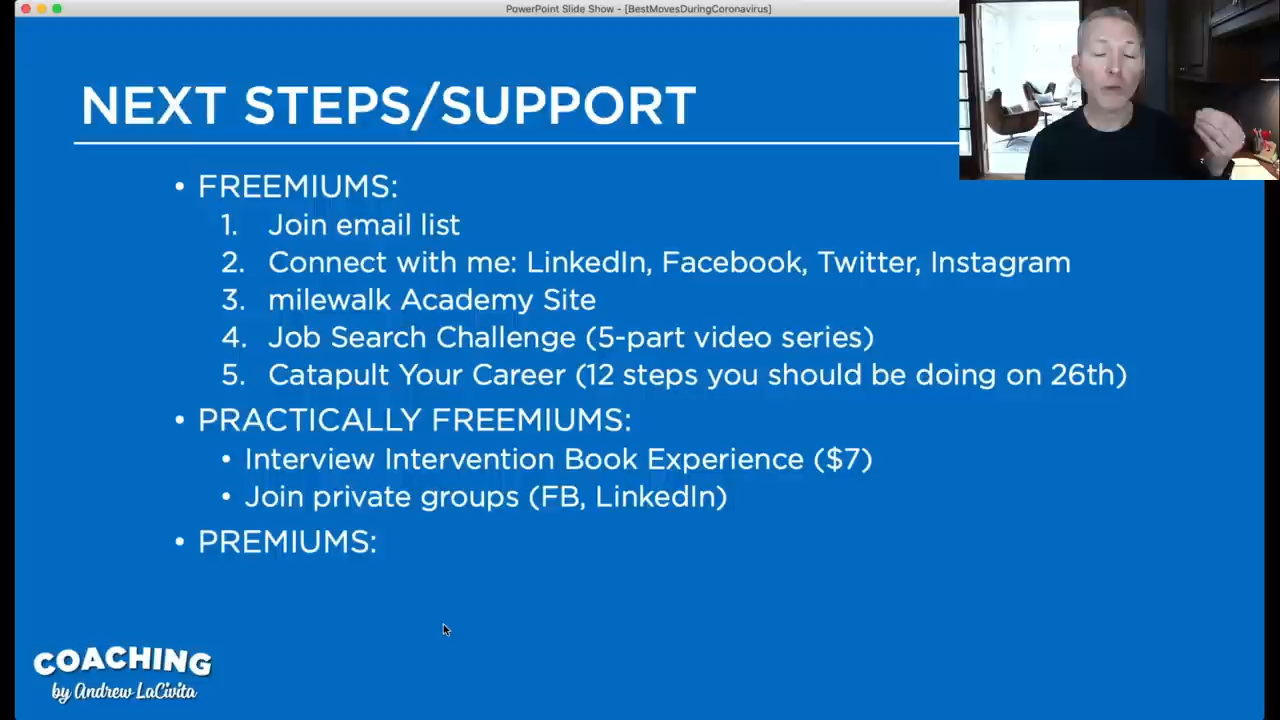 PowerPoint Slide Show - [BestMovesDuringCoronavirus]
NEXT STEPS/SUPPORT
• FREEMIUMS:
1. Join email list
2. Connect with me: LinkedIn, Facebook, Twitter, Instagram
3. milewalk Academy Site
4. Job Search Challenge (5-part video series)
5. Catapult Your Career (12 steps you should be doing on 26th)
• PRACTICALLY FREEMIUMS:
• Interview Intervention Book Experience ($7)
• Join private groups (FB, LinkedIn)
• PREMIUMS:
COACHING
by Andrew LaCivita